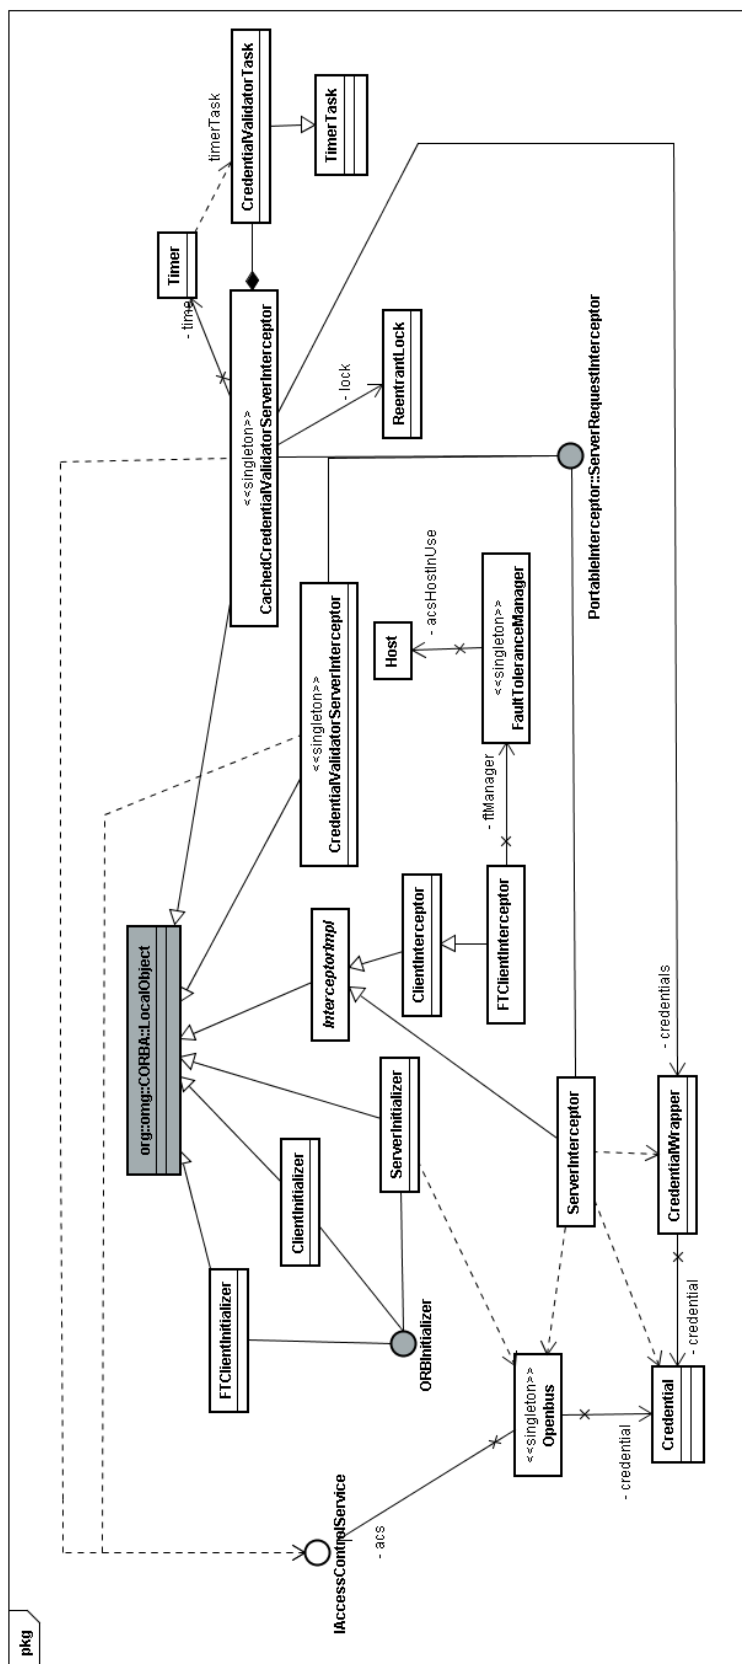 pkg
org::omg::CORBA::LocalObject
Timer
- time
timerTask
FTClientInitializer
CredentialValidatorTask
<<singleton>>
CachedCredentialValidatorServerInterceptor
ClientInitializer
<<singleton>>
CredentialValidatorServerInterceptor
InterceptorImpl
TimerTask
IAccessControlService
- lock
ReentrantLock
- acs
Host
ServerInitializer
ClientInterceptor
ORBInitializer
- acsHostInUse
- ftManager
<<singleton>>
FaultToleranceManager
FTClientInterceptor
<<singleton>>
Openbus
ServerInterceptor
PortableInterceptor::ServerRequestInterceptor
- credential
- credentials
CredentialWrapper
Credential
- credential